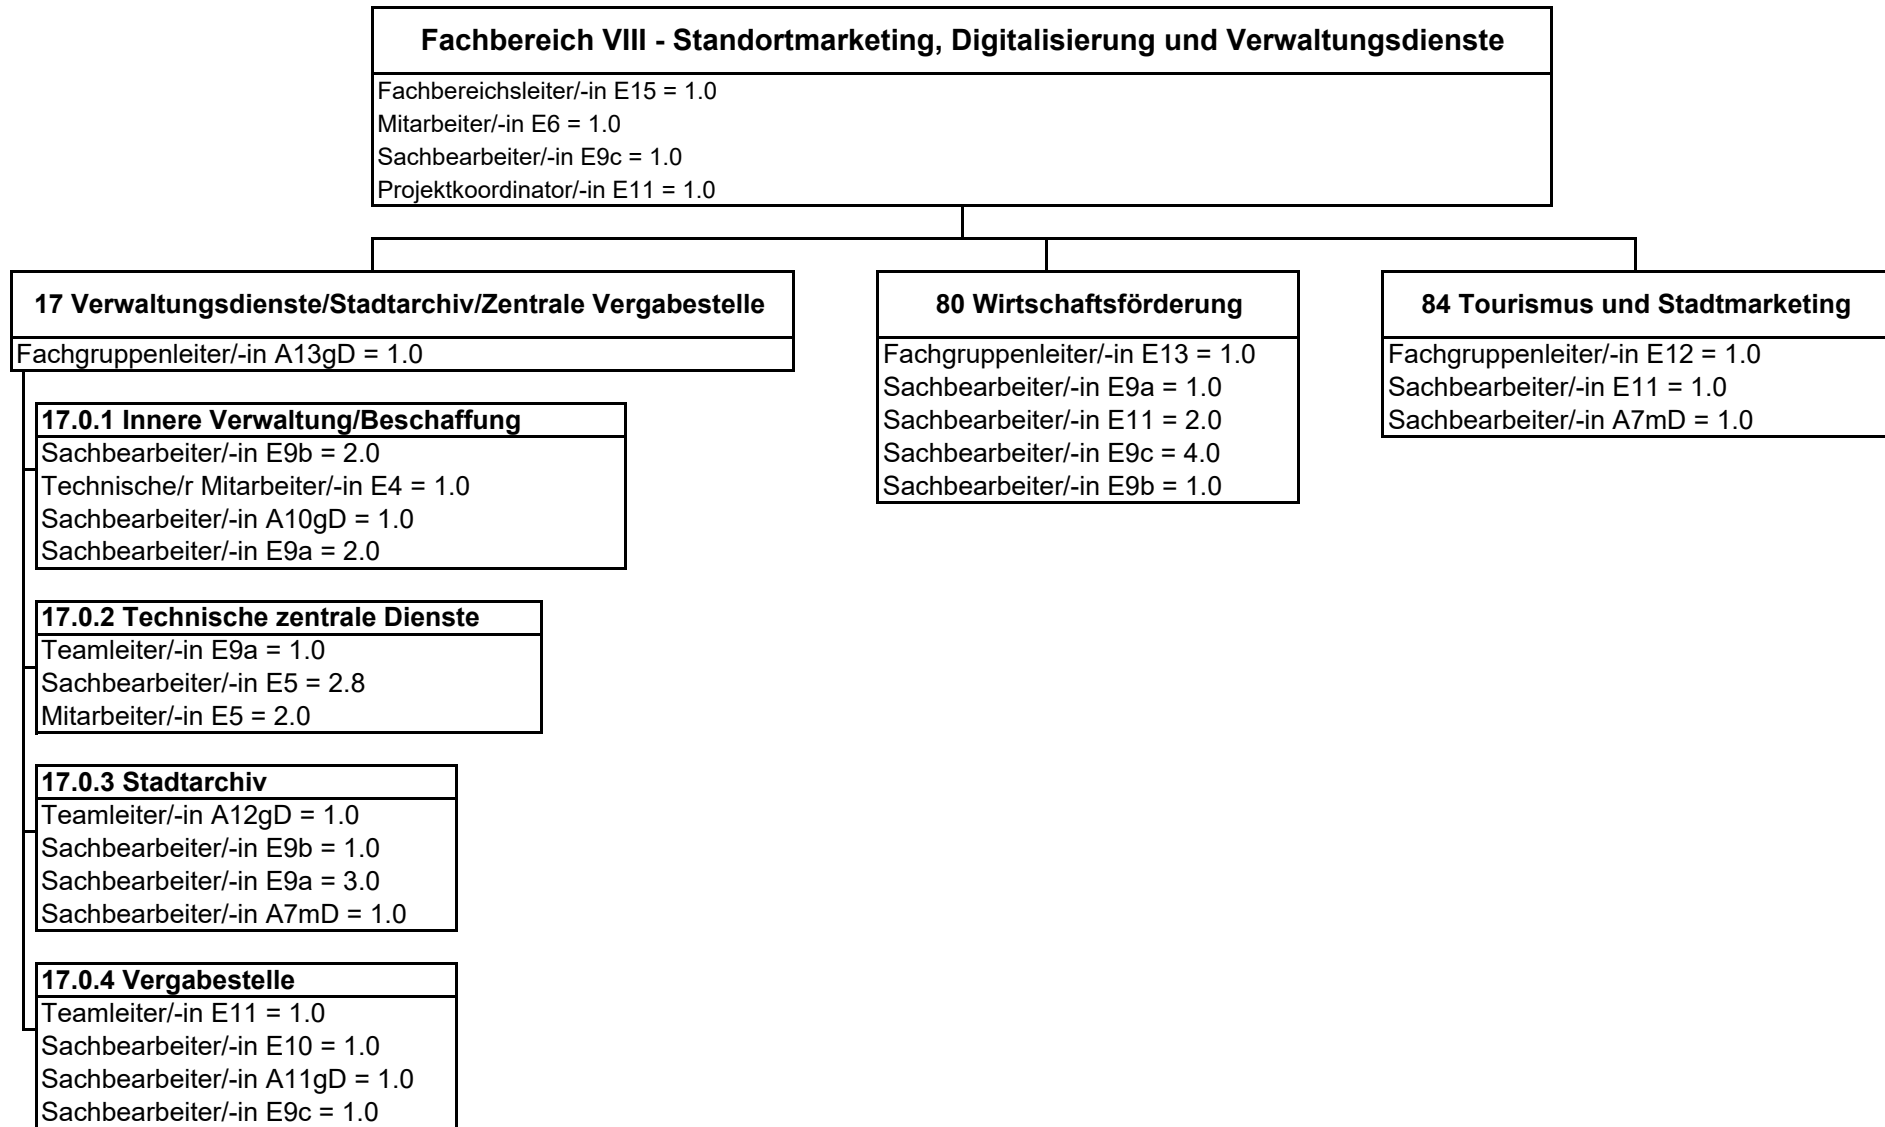 Fachbereich VIII - Standortmarketing, Digitalisierung und Verwaltungsdienste
Fachbereichsleiter/-in E15 = 1.0
Mitarbeiter/-in E6 = 1.0
Sachbearbeiter/-in E9c = 1.0
Projektkoordinator/-in E11 = 1.0
17 Verwaltungsdienste/Stadtarchiv/Zentrale Vergabestelle
Fachgruppenleiter/-in A13gD = 1.0
17.0.1 Innere Verwaltung/Beschaffung
Sachbearbeiter/-in E9b = 2.0
Technische/r Mitarbeiter/-in E4 = 1.0
Sachbearbeiter/-in A10gD = 1.0
Sachbearbeiter/-in E9a = 2.0
17.0.2 Technische zentrale Dienste
Teamleiter/-in E9a = 1.0
Sachbearbeiter/-in E5 = 2.8
Mitarbeiter/-in E5 = 2.0
17.0.3 Stadtarchiv
Teamleiter/-in A12gD = 1.0
Sachbearbeiter/-in E9b = 1.0
Sachbearbeiter/-in E9a = 3.0
Sachbearbeiter/-in A7mD = 1.0
17.0.4 Vergabestelle
Teamleiter/-in E11 = 1.0
Sachbearbeiter/-in E10 = 1.0
Sachbearbeiter/-in A11gD = 1.0
Sachbearbeiter/-in E9c = 1.0
80 Wirtschaftsförderung
Fachgruppenleiter/-in E13 = 1.0
Sachbearbeiter/-in E9a = 1.0
Sachbearbeiter/-in E11 = 2.0
Sachbearbeiter/-in E9c = 4.0
Sachbearbeiter/-in E9b = 1.0
84 Tourismus und Stadtmarketing
Fachgruppenleiter/-in E12 = 1.0
Sachbearbeiter/-in E11 = 1.0
Sachbearbeiter/-in A7mD = 1.0